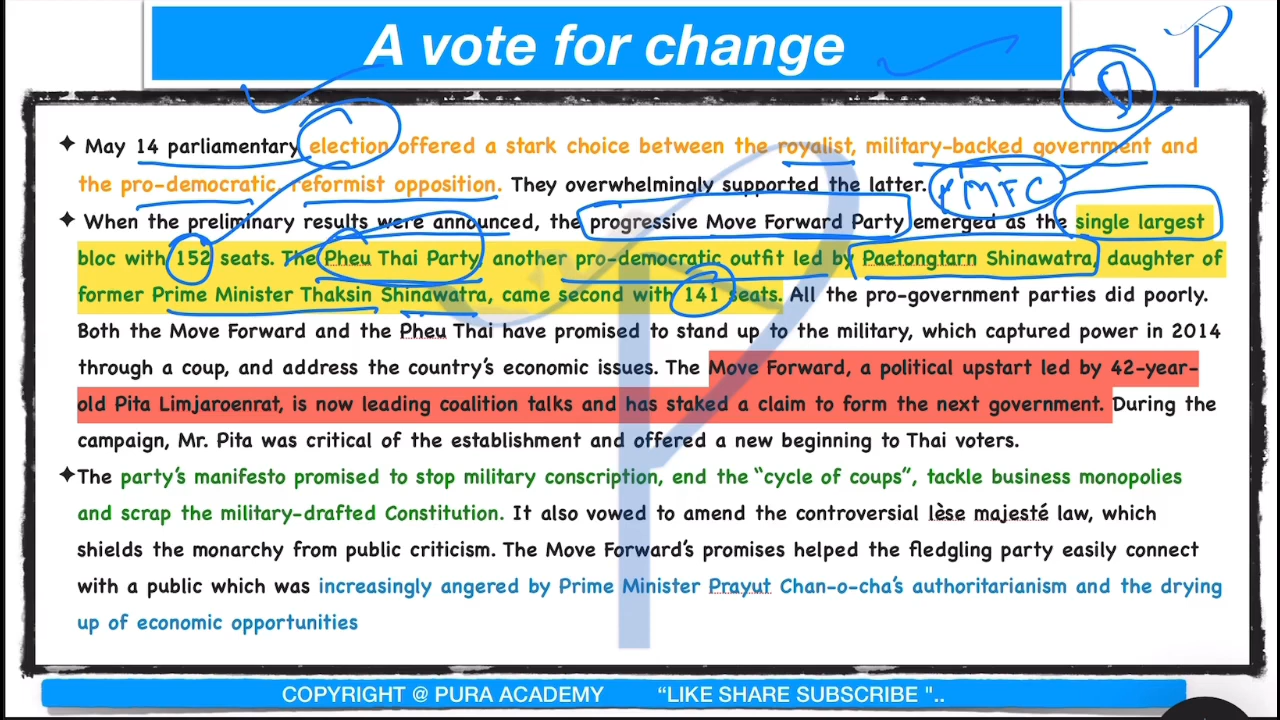 A vote for change
P
✦ May 14 parliamentary election offered a stark choice between the royalist, military-backed government and
the pro-democratic, reformist opposition. They overwhelmingly supported the latter.
MFC
✦ When the preliminary results were announced, the progressive Move Forward Party emerged as the single largest
bloc with 152 seats. The Pheu Thai Party, another pro-democratic outfit led by Paetongtarn Shinawatra, daughter of
former Prime Minister Thaksin Shinawatra, came second with 141 seats. All the pro-government parties did poorly.
Both the Move Forward and the Pheu Thai have promised to stand up to the military, which captured power in 2014
through a coup, and address the country's economic issues. The Move Forward, a political upstart led by 42-year-
old Pita Limjaroenrat, is now leading coalition talks and has staked a claim to form the next government. During the
campaign, Mr. Pita was critical of the establishment and offered a new beginning to Thai voters.
✦The party's manifesto promised to stop military conscription, end the “cycle of coups”, tackle business monopolies
and scrap the military-drafted Constitution. It also vowed to amend the controversial lèse majesté law, which
shields the monarchy from public criticism. The Move Forward's promises helped the fledgling party easily connect
with a public which was increasingly angered by Prime Minister Prayut Chan-o-cha's authoritarianism and the drying
up of economic opportunities
COPYRIGHT @ PURA ACADEMY “LIKE SHARE SUBSCRIBE "..